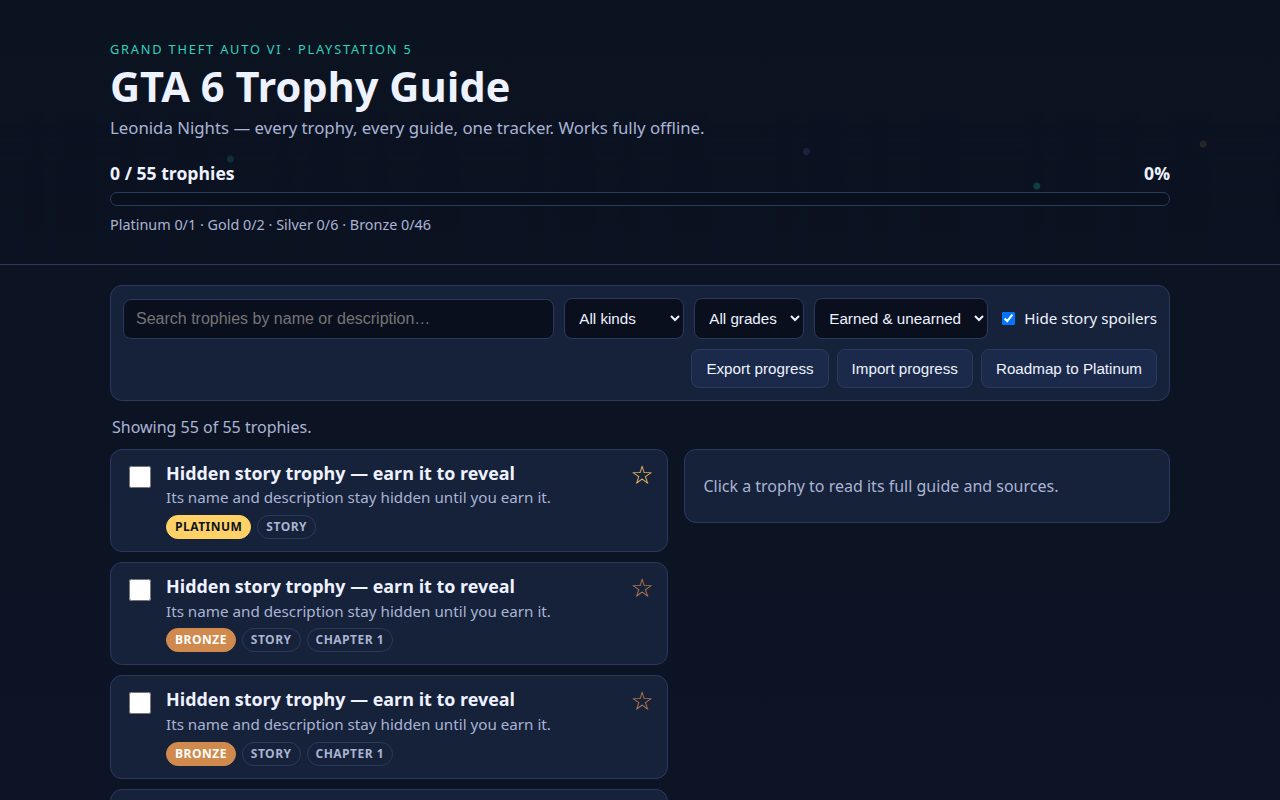 GRAND THEFT AUTO VI · PLAYSTATION 5
GTA 6 Trophy Guide
Leonida Nights — every trophy, every guide, one tracker. Works fully offline.
0 / 55 trophies 0%
Platinum 0/1 · Gold 0/2 · Silver 0/6 · Bronze 0/46
Search trophies by name or description… All kinds All grades Earned & unearned Hide story spoilers
Export progress Import progress Roadmap to Platinum
Showing 55 of 55 trophies.
Hidden story trophy — earn it to reveal
Its name and description stay hidden until you earn it.
PLATINUM STORY
Click a trophy to read its full guide and sources.
Hidden story trophy — earn it to reveal
Its name and description stay hidden until you earn it.
BRONZE STORY CHAPTER 1
Hidden story trophy — earn it to reveal
Its name and description stay hidden until you earn it.
BRONZE STORY CHAPTER 1